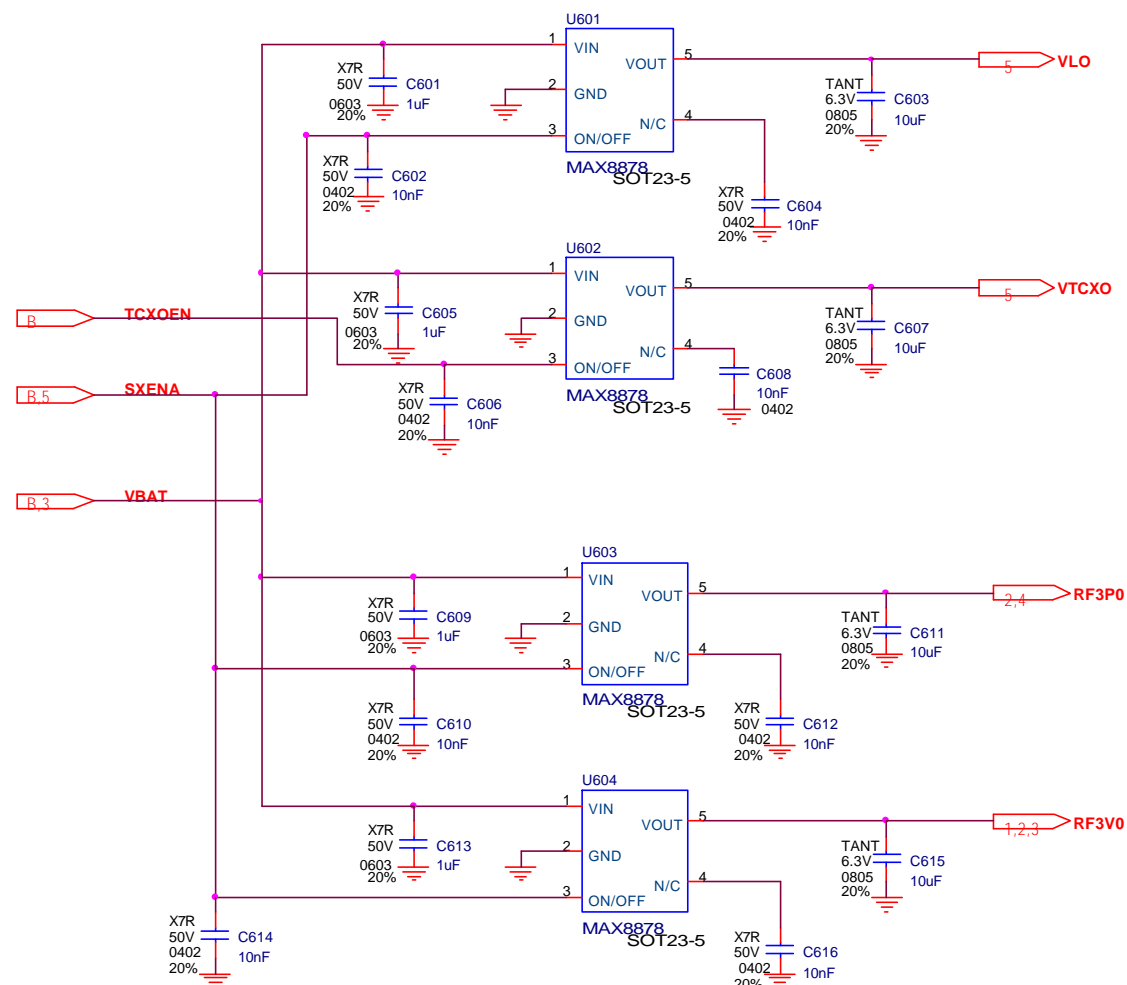 U601
1 VIN
VOUT 5
2 GND
N/C 4
3 ON/OFF
MAX8878
SOT23-5
X7R
50V
0603
20%
C601
1uF
X7R
50V
0402
20%
C602
10nF
TANT
6.3V
0805
20%
C603
10uF
5 VLO
X7R
50V
0402
20%
C604
10nF
U602
1 VIN
VOUT 5
2 GND
N/C 4
3 ON/OFF
MAX8878
SOT23-5
X7R
50V
0603
20%
C605
1uF
X7R
50V
0402
20%
C606
10nF
TANT
6.3V
0805
20%
C607
10uF
5 VTCXO
C608
10nF
0402
B TCXOEN
B,5 SXENA
B,3 VBAT
U603
1 VIN
VOUT 5
2 GND
N/C 4
3 ON/OFF
MAX8878
SOT23-5
X7R
50V
0603
20%
C609
1uF
X7R
50V
0402
20%
C610
10nF
TANT
6.3V
0805
20%
C611
10uF
2,4 RF3P0
X7R
50V
0402
20%
C612
10nF
U604
1 VIN
VOUT 5
2 GND
N/C 4
3 ON/OFF
MAX8878
SOT23-5
X7R
50V
0603
20%
C613
1uF
X7R
50V
0402
20%
C614
10nF
TANT
6.3V
0805
20%
C615
10uF
1,2,3 RF3V0
X7R
50V
0402
20%
C616
10nF